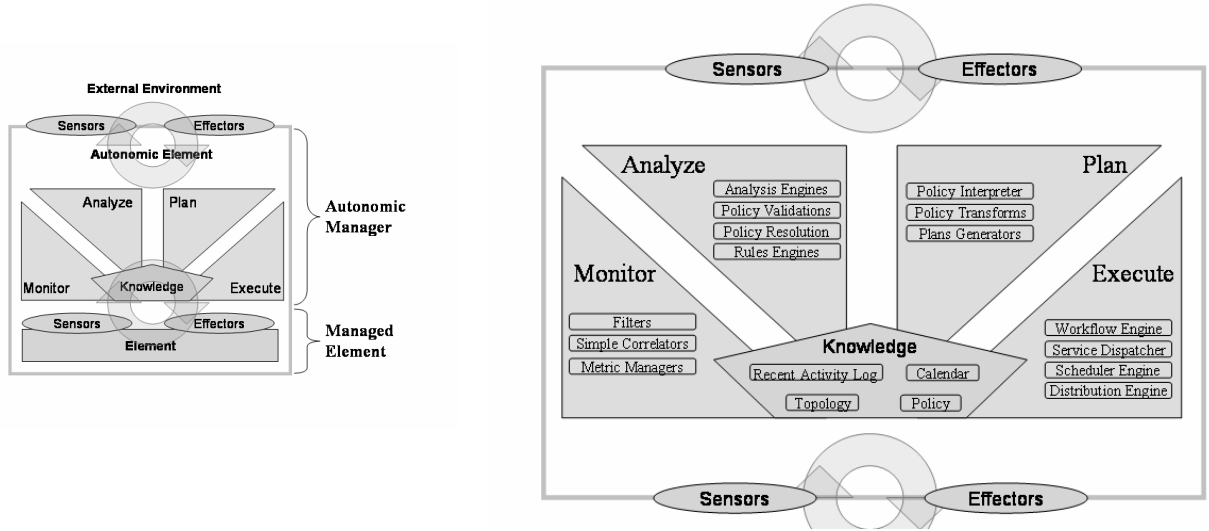 External Environment
Sensors
Effectors
Autonomic Element
Analyze
Plan
Monitor
Knowledge
Execute
Sensors
Effectors
Element
Autonomic
Manager
Managed
Element
Sensors
Effectors
Analyze
Analysis Engines
Policy Validations
Policy Resolution
Rules Engines
Plan
Policy Interpreter
Policy Transforms
Plans Generators
Monitor
Filters
Simple Correlators
Metric Managers
Execute
Workflow Engine
Service Dispatcher
Scheduler Engine
Distribution Engine
Knowledge
Recent Activity Log
Calendar
Topology
Policy
Sensors
Effectors